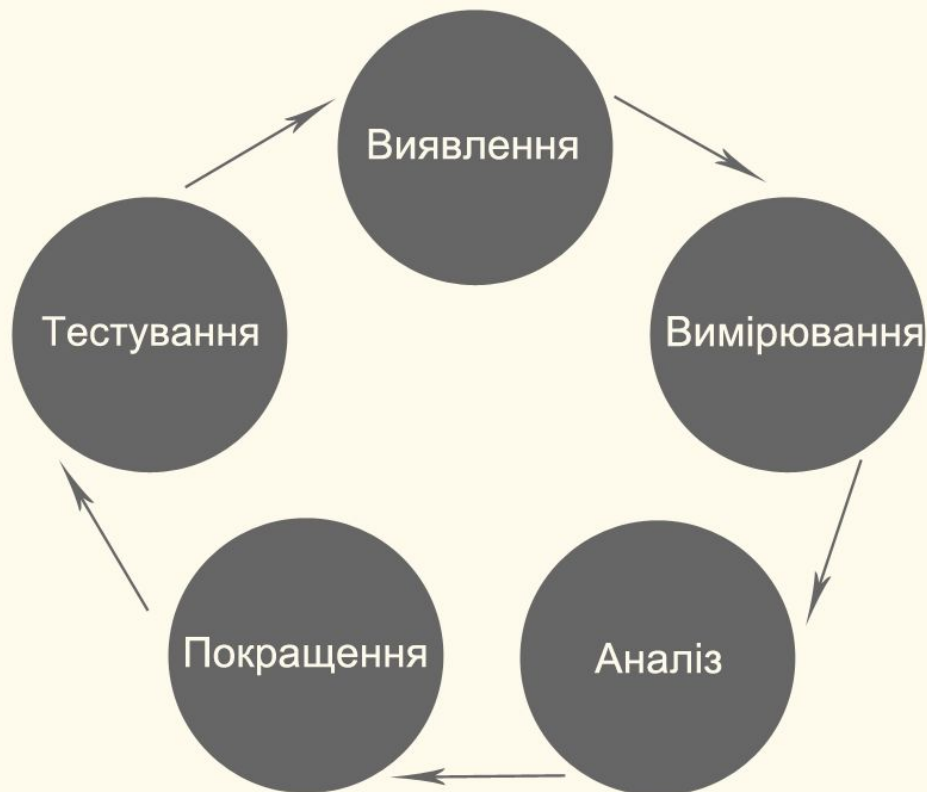 Виявлення
Вимірювання
Аналіз
Покращення
Тестування